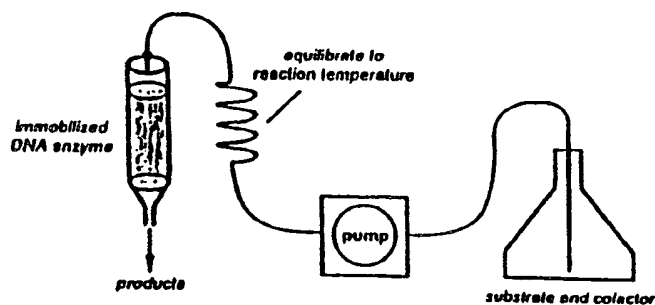 equilibrate to
reaction temperature
immobilized
DNA enzyme
pump
products
substrate and cofactor